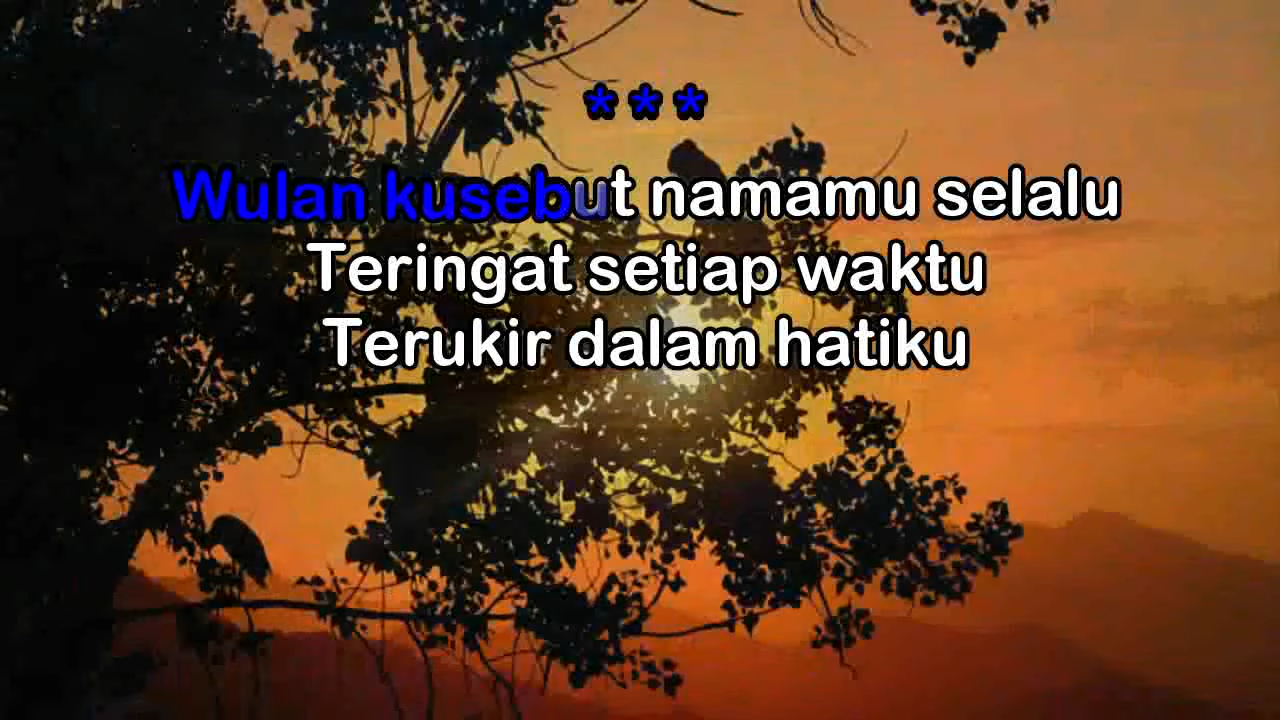 * * *
Wulan kusebut namamu selalu
Teringat setiap waktu
Terukir dalam hatiku